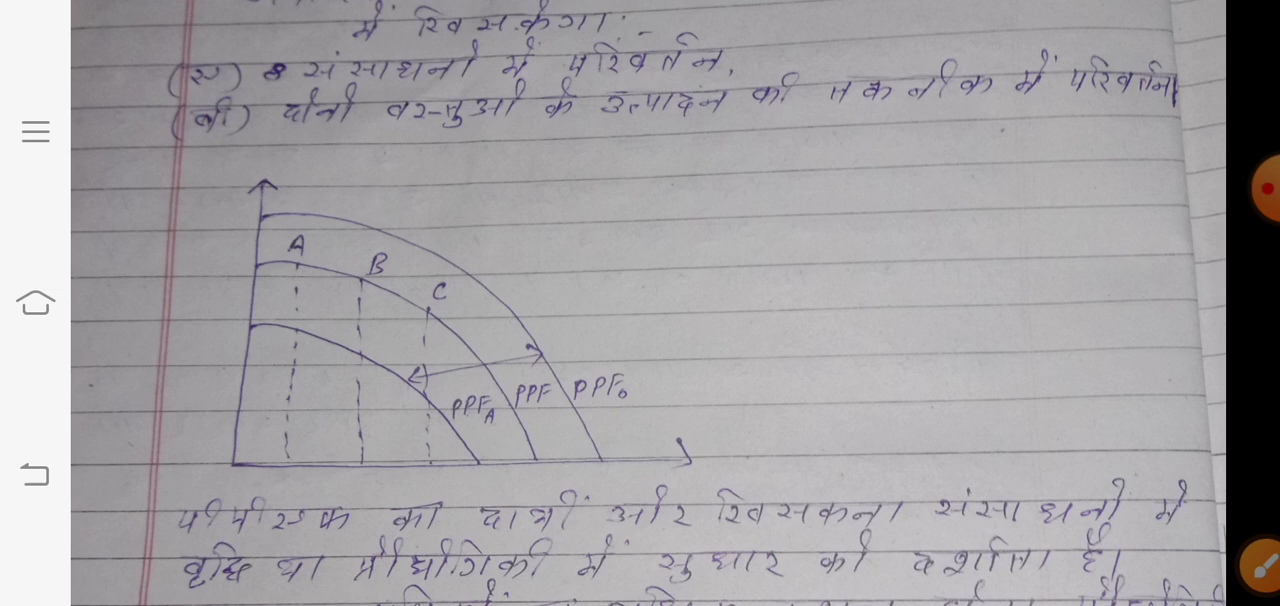 में खिसकेगा।
(ए) संसाधनो में परिवर्तन,
(बी) दोनो वस्तुओ के उत्पादन की तकनीक में परिवर्तन।
A
B
C
PPF_A PPF PPF₀
पीपीएफ का दायीं ओर खिसकना संसाधनो में
वृद्धि या प्रौद्योगिकी में सुधार को दर्शाता है।